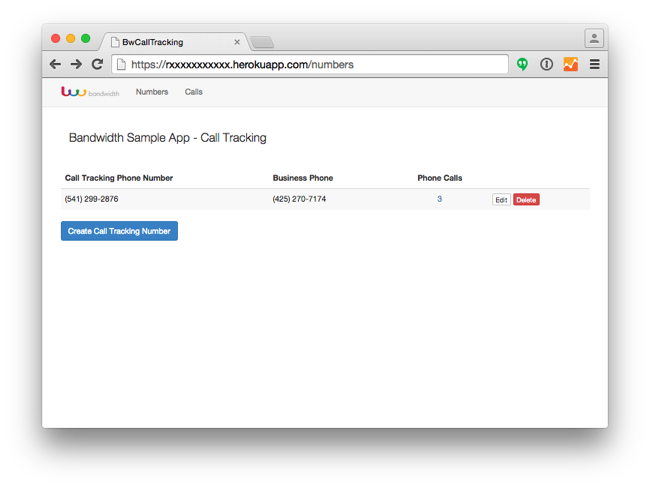 BwCallTracking
https://rxxxxxxxxxxx.herokuapp.com/numbers
bandwidth Numbers Calls
Bandwidth Sample App - Call Tracking
Call Tracking Phone Number Business Phone Phone Calls
(541) 299-2876 (425) 270-7174 3 Edit Delete
Create Call Tracking Number